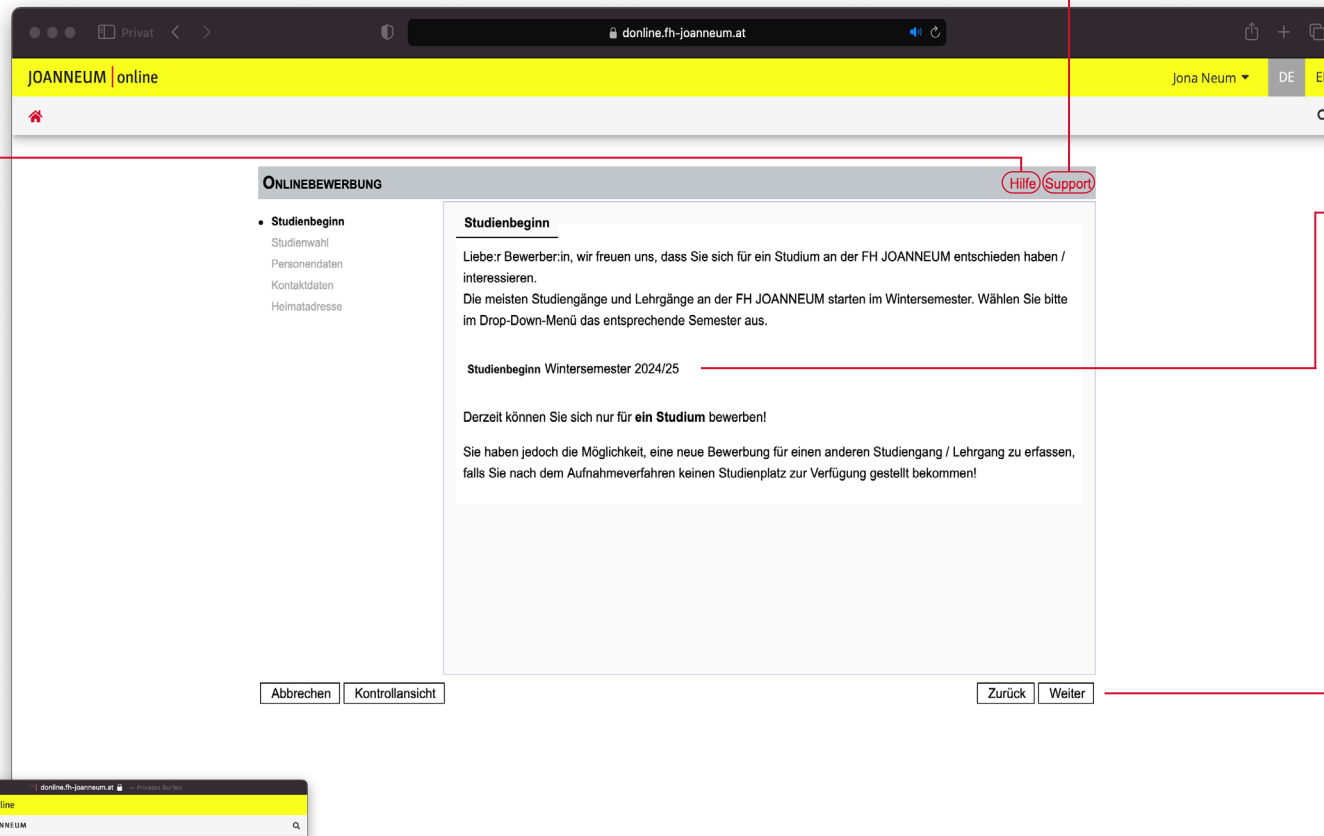 Privat
donline.fh-joanneum.at
JOANNEUM online
Jona Neum
DE
ONLINEBEWERBUNG
Hilfe Support
Studienbeginn
Studienwahl
Personendaten
Kontaktdaten
Heimatadresse
Studienbeginn
Liebe:r Bewerber:in, wir freuen uns, dass Sie sich für ein Studium an der FH JOANNEUM entschieden haben /
interessieren.
Die meisten Studiengänge und Lehrgänge an der FH JOANNEUM starten im Wintersemester. Wählen Sie bitte
im Drop-Down-Menü das entsprechende Semester aus.
Studienbeginn Wintersemester 2024/25
Derzeit können Sie sich nur für ein Studium bewerben!
Sie haben jedoch die Möglichkeit, eine neue Bewerbung für einen anderen Studiengang / Lehrgang zu erfassen,
falls Sie nach dem Aufnahmeverfahren keinen Studienplatz zur Verfügung gestellt bekommen!
Abbrechen Kontrollansicht
Zurück Weiter
donline.fh-joanneum.at — Privates Surfen